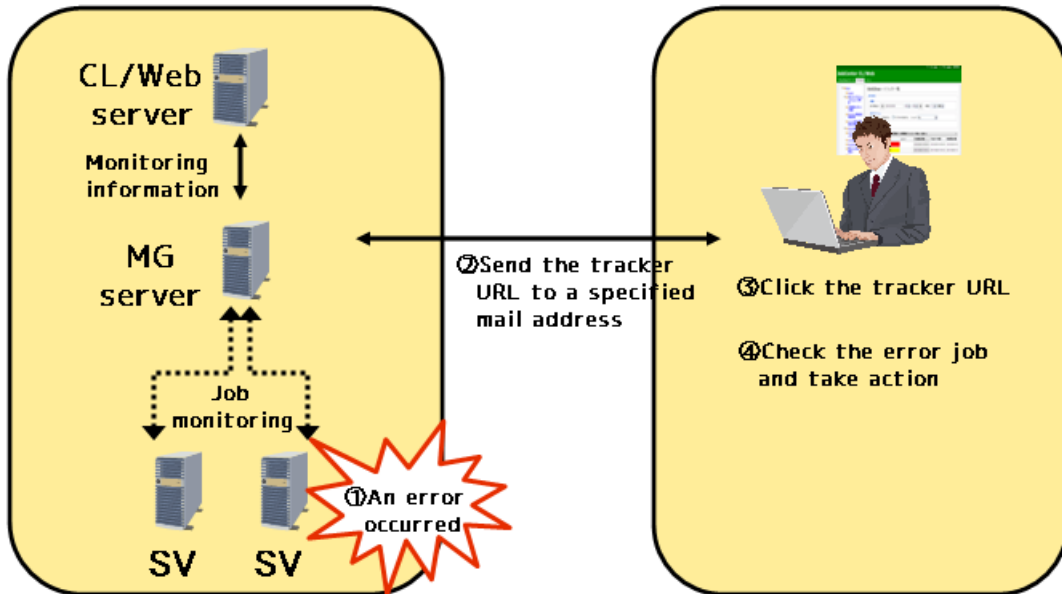 CL/Web
server
Monitoring
information
MG
server
Job
monitoring
①An error
occurred
SV
SV
②Send the tracker
URL to a specified
mail address
③Click the tracker URL
④Check the error job
and take action